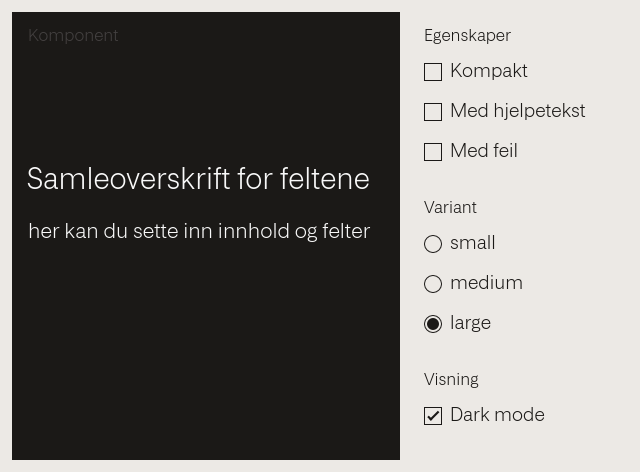 Komponent
Samleoverskrift for feltene
her kan du sette inn innhold og felter
Egenskaper
Kompakt
Med hjelpetekst
Med feil
Variant
small
medium
large
Visning
Dark mode